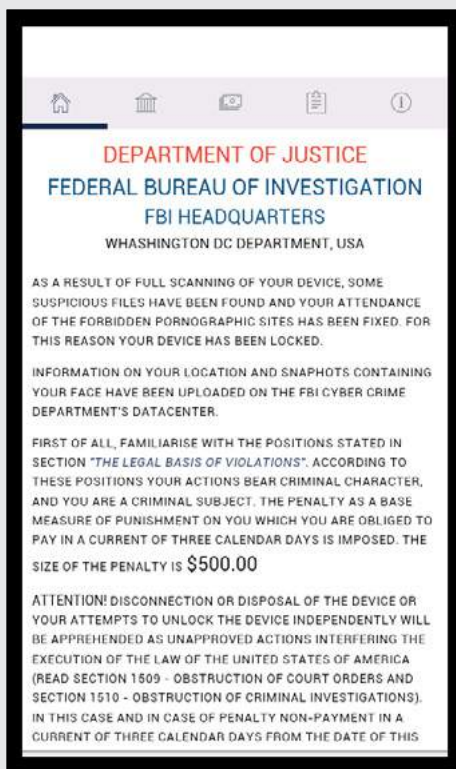 DEPARTMENT OF JUSTICE
FEDERAL BUREAU OF INVESTIGATION
FBI HEADQUARTERS
WHASHINGTON DC DEPARTMENT, USA
AS A RESULT OF FULL SCANNING OF YOUR DEVICE, SOME
SUSPICIOUS FILES HAVE BEEN FOUND AND YOUR ATTENDANCE
OF THE FORBIDDEN PORNOGRAPHIC SITES HAS BEEN FIXED. FOR
THIS REASON YOUR DEVICE HAS BEEN LOCKED.
INFORMATION ON YOUR LOCATION AND SNAPHOTS CONTAINING
YOUR FACE HAVE BEEN UPLOADED ON THE FBI CYBER CRIME
DEPARTMENT'S DATACENTER.
FIRST OF ALL, FAMILIARISE WITH THE POSITIONS STATED IN
SECTION "THE LEGAL BASIS OF VIOLATIONS". ACCORDING TO
THESE POSITIONS YOUR ACTIONS BEAR CRIMINAL CHARACTER,
AND YOU ARE A CRIMINAL SUBJECT. THE PENALTY AS A BASE
MEASURE OF PUNISHMENT ON YOU WHICH YOU ARE OBLIGED TO
PAY IN A CURRENT OF THREE CALENDAR DAYS IS IMPOSED. THE
SIZE OF THE PENALTY IS $500.00
ATTENTION! DISCONNECTION OR DISPOSAL OF THE DEVICE OR
YOUR ATTEMPTS TO UNLOCK THE DEVICE INDEPENDENTLY WILL
BE APPREHENDED AS UNAPPROVED ACTIONS INTERFERING THE
EXECUTION OF THE LAW OF THE UNITED STATES OF AMERICA
(READ SECTION 1509 - OBSTRUCTION OF COURT ORDERS AND
SECTION 1510 - OBSTRUCTION OF CRIMINAL INVESTIGATIONS).
IN THIS CASE AND IN CASE OF PENALTY NON-PAYMENT IN A
CURRENT OF THREE CALENDAR DAYS FROM THE DATE OF THIS